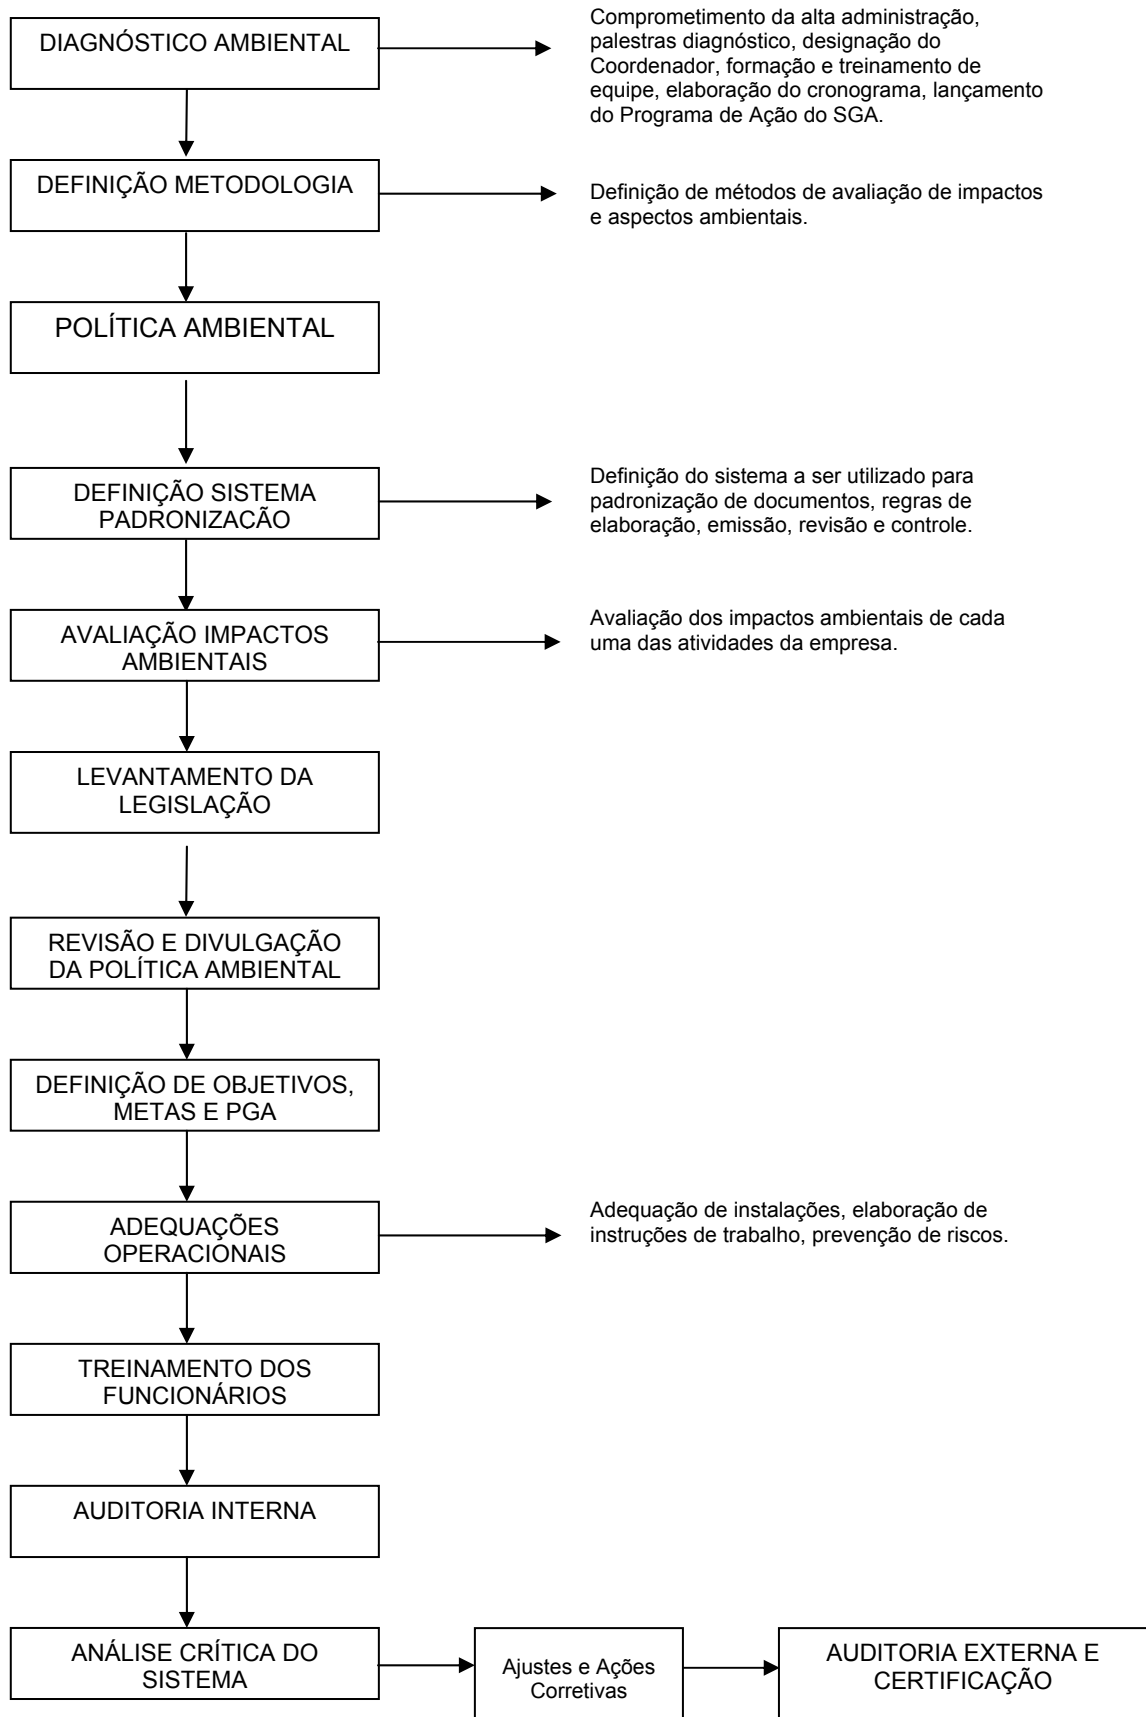 DIAGNÓSTICO AMBIENTAL
Comprometimento da alta administração,
palestras diagnóstico, designação do
Coordenador, formação e treinamento de
equipe, elaboração do cronograma, lançamento
do Programa de Ação do SGA.
DEFINIÇÃO METODOLOGIA
Definição de métodos de avaliação de impactos
e aspectos ambientais.
POLÍTICA AMBIENTAL
DEFINIÇÃO SISTEMA
PADRONIZAÇÃO
Definição do sistema a ser utilizado para
padronização de documentos, regras de
elaboração, emissão, revisão e controle.
AVALIAÇÃO IMPACTOS
AMBIENTAIS
Avaliação dos impactos ambientais de cada
uma das atividades da empresa.
LEVANTAMENTO DA
LEGISLAÇÃO
REVISÃO E DIVULGAÇÃO
DA POLÍTICA AMBIENTAL
DEFINIÇÃO DE OBJETIVOS,
METAS E PGA
ADEQUAÇÕES
OPERACIONAIS
Adequação de instalações, elaboração de
instruções de trabalho, prevenção de riscos.
TREINAMENTO DOS
FUNCIONÁRIOS
AUDITORIA INTERNA
ANÁLISE CRÍTICA DO
SISTEMA
Ajustes e Ações
Corretivas
AUDITORIA EXTERNA E
CERTIFICAÇÃO